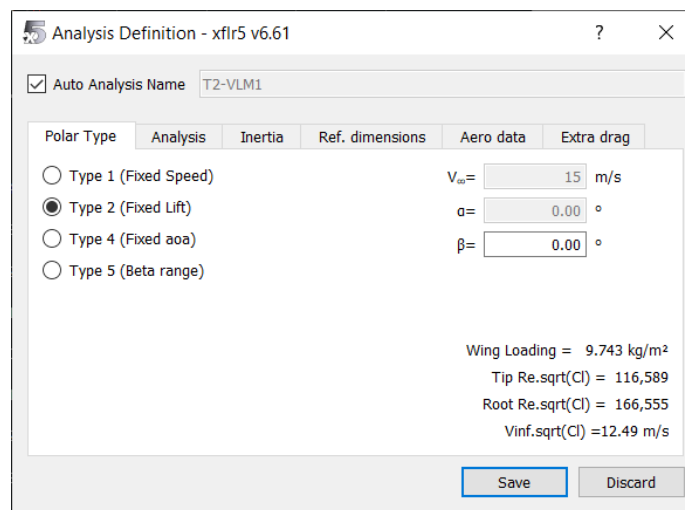 Analysis Definition - xflr5 v6.61 ?
Auto Analysis Name T2-VLM1
Polar Type Analysis Inertia Ref. dimensions Aero data Extra drag
Type 1 (Fixed Speed) V∞= 15 m/s
Type 2 (Fixed Lift) α= 0.00 °
Type 4 (Fixed aoa) β= 0.00 °
Type 5 (Beta range)
Wing Loading = 9.743 kg/m²
Tip Re.sqrt(Cl) = 116,589
Root Re.sqrt(Cl) = 166,555
Vinf.sqrt(Cl) =12.49 m/s
Save Discard